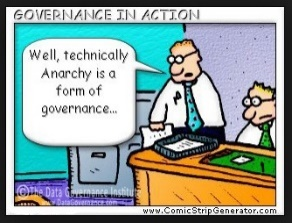 GOVERNANCE IN ACTION
Well, technically
Anarchy is a
form of
governance...
©The Data Governance Institute
www.DataGovernance.com
www.ComicStripGenerator.com